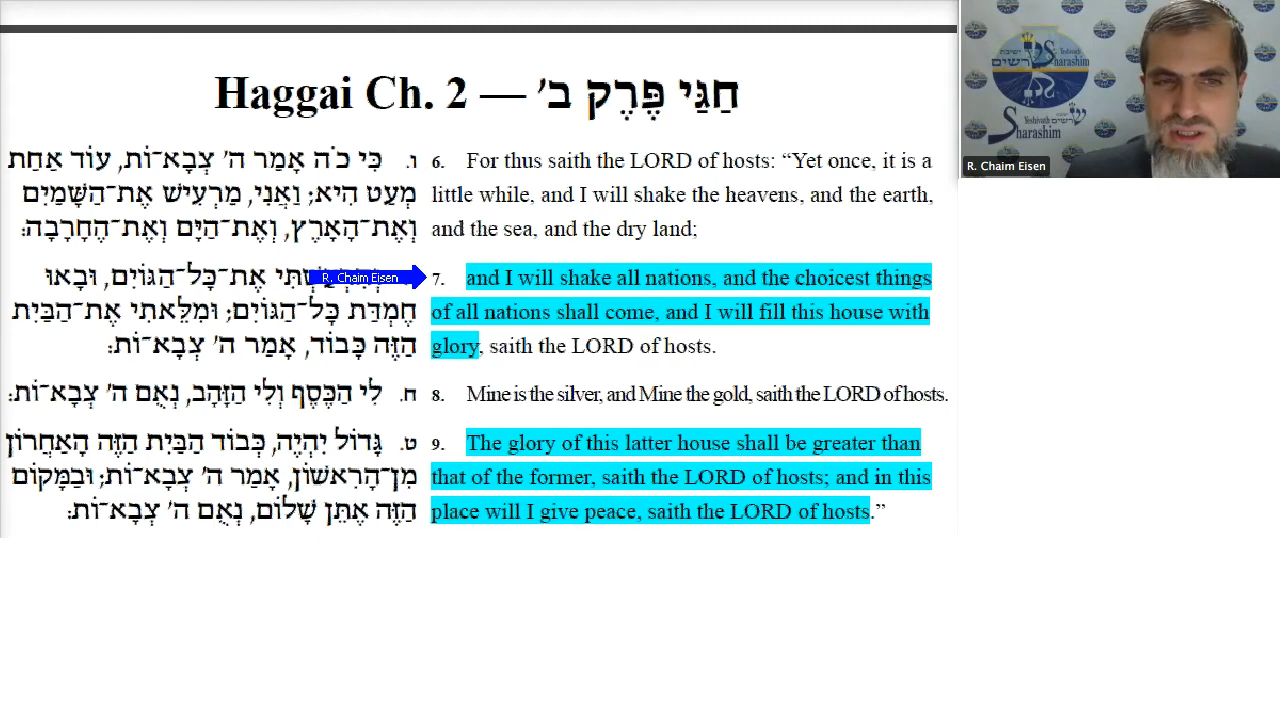 Haggai Ch. 2 — חַגַּי פֶּרֶק ב׳
ו. כִּי כֹה אָמַר ה׳ צְבָא־וֹת, עוֹד אַחַת
מְעַט הִיא; וַאֲנִי, מַרְעִישׁ אֶת־הַשָּׁמַיִם
וְאֶת־הָאָרֶץ, וְאֶת־הַיָּם וְאֶת־הֶחָרָבָה:
6. For thus saith the LORD of hosts: “Yet once, it is a
little while, and I will shake the heavens, and the earth,
and the sea, and the dry land;
אֶת־כָּל־הַגּוֹיִם, וּבָאוּ
חֶמְדַּת כָּל־הַגּוֹיִם; וּמִלֵּאתִי אֶת־הַבַּיִת
הַזֶּה כָּבוֹד, אָמַר ה׳ צְבָא־וֹת:
R. Chaim Eisen
7. and I will shake all nations, and the choicest things
of all nations shall come, and I will fill this house with
glory, saith the LORD of hosts.
ח. לִי הַכֶּסֶף וְלִי הַזָּהָב, נְאֻם ה׳ צְבָא־וֹת:
8. Mine is the silver, and Mine the gold, saith the LORD of hosts.
ט. גָּדוֹל יִהְיֶה, כְּבוֹד הַבַּיִת הַזֶּה הָאַחֲרוֹן
מִן־הָרִאשׁוֹן, אָמַר ה׳ צְבָא־וֹת; וּבַמָּקוֹם
הַזֶּה אֶתֵּן שָׁלוֹם, נְאֻם ה׳ צְבָא־וֹת:
9. The glory of this latter house shall be greater than
that of the former, saith the LORD of hosts; and in this
place will I give peace, saith the LORD of hosts.”
ישיבת
שרשים
Sharashim
Yeshivath שרשים
Sharashim
R. Chaim Eisen